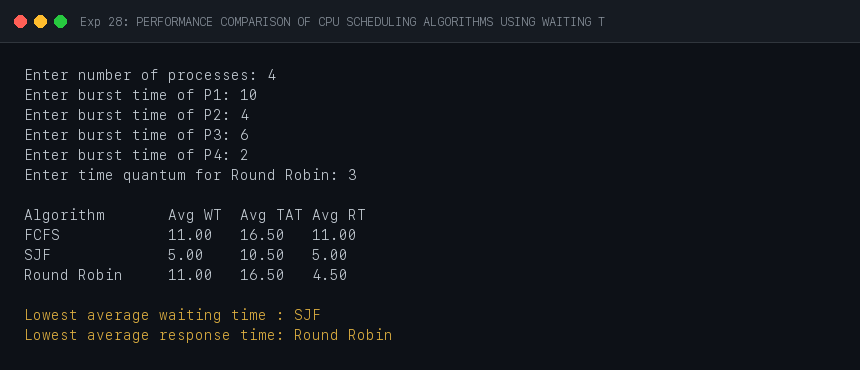 Exp 28: PERFORMANCE COMPARISON OF CPU SCHEDULING ALGORITHMS USING WAITING T
Enter number of processes: 4
Enter burst time of P1: 10
Enter burst time of P2: 4
Enter burst time of P3: 6
Enter burst time of P4: 2
Enter time quantum for Round Robin: 3
Algorithm       Avg WT  Avg TAT Avg RT
FCFS            11.00   16.50   11.00
SJF             5.00    10.50   5.00
Round Robin     11.00   16.50   4.50
Lowest average waiting time : SJF
Lowest average response time: Round Robin